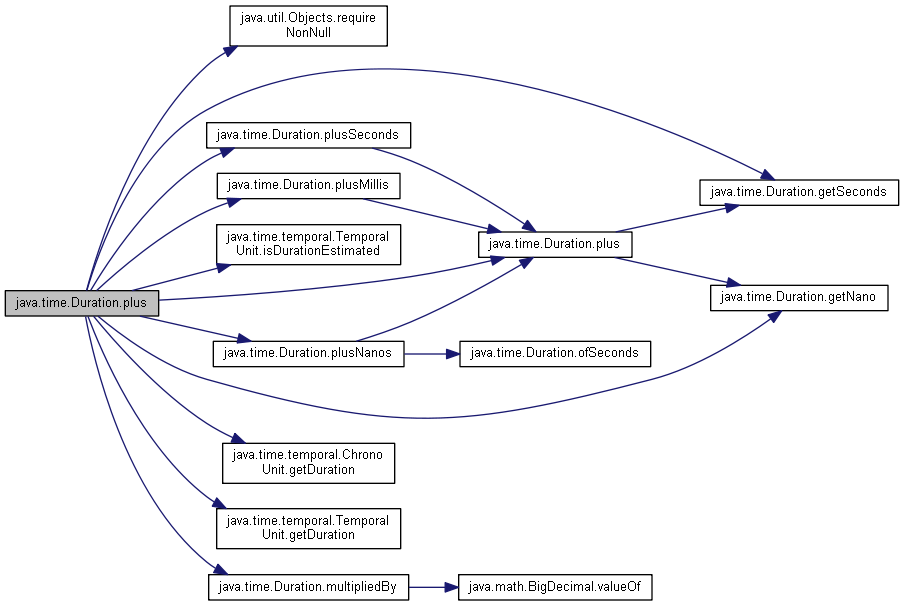 java.util.Objects.require
NonNull
java.time.Duration.plusSeconds
java.time.Duration.plusMillis
java.time.Duration.getSeconds
java.time.temporal.Temporal
Unit.isDurationEstimated
java.time.Duration.plus
java.time.Duration.plus
java.time.Duration.getNano
java.time.Duration.plusNanos
java.time.Duration.ofSeconds
java.time.temporal.Chrono
Unit.getDuration
java.time.temporal.Temporal
Unit.getDuration
java.time.Duration.multipliedBy
java.math.BigDecimal.valueOf